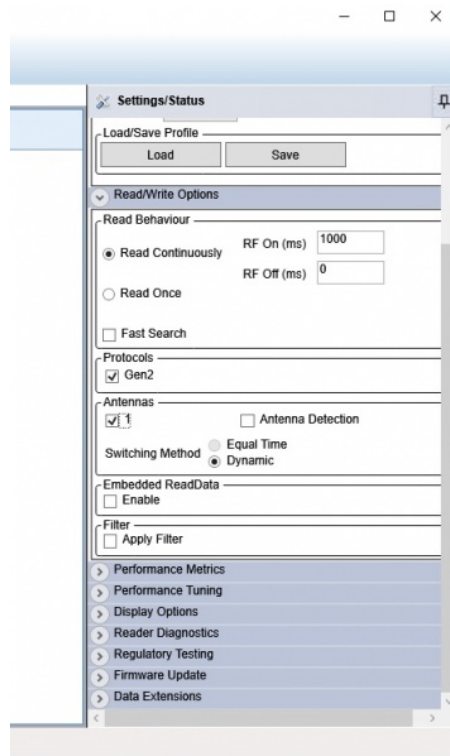 Settings/Status
Load/Save Profile
Load Save
Read/Write Options
Read Behaviour
Read Continuously RF On (ms) 1000
RF Off (ms) 0
Read Once
Fast Search
Protocols
Gen2
Antennas
1 Antenna Detection
Switching Method Equal Time
Dynamic
Embedded ReadData
Enable
Filter
Apply Filter
Performance Metrics
Performance Tuning
Display Options
Reader Diagnostics
Regulatory Testing
Firmware Update
Data Extensions